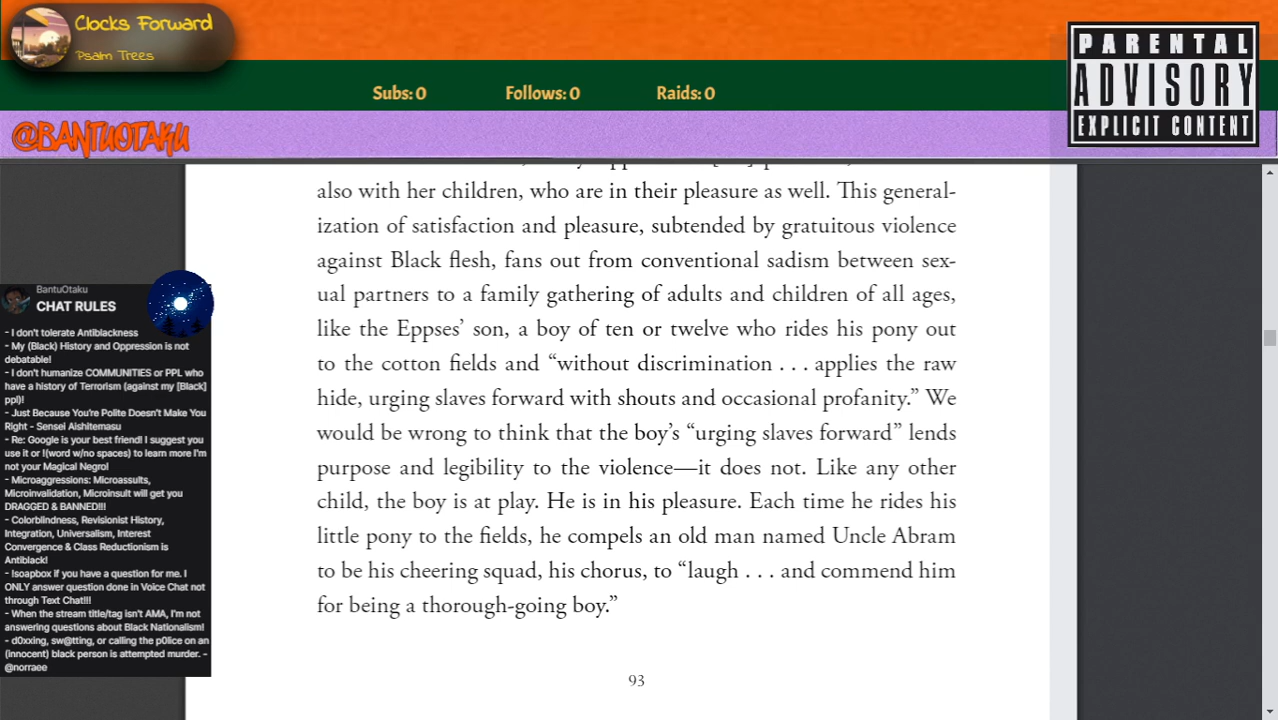 Clocks Forward
Psalm Trees
PARENTAL
ADVISORY
EXPLICIT CONTENT
Subs: 0 Follows: 0 Raids: 0
@BANTUOTAKU
also with her children, who are in their pleasure as well. This general-
ization of satisfaction and pleasure, subtended by gratuitous violence
against Black flesh, fans out from conventional sadism between sex-
ual partners to a family gathering of adults and children of all ages,
like the Eppses’ son, a boy of ten or twelve who rides his pony out
to the cotton fields and “without discrimination . . . applies the raw
hide, urging slaves forward with shouts and occasional profanity.” We
would be wrong to think that the boy’s “urging slaves forward” lends
purpose and legibility to the violence—it does not. Like any other
child, the boy is at play. He is in his pleasure. Each time he rides his
little pony to the fields, he compels an old man named Uncle Abram
to be his cheering squad, his chorus, to “laugh . . . and commend him
for being a thorough-going boy.”
93
BantuOtaku
CHAT RULES
- I don't tolerate Antiblackness
- My (Black) History and Oppression is not
debatable!
- I don't humanize COMMUNITIES or PPL who
have a history of Terrorism (against my [Black]
ppl)!
- Just Because You're Polite Doesn't Make You
Right - Sensei Aishitemasu
- Re: Google is your best friend! I suggest you
use it or !(word w/no spaces) to learn more I'm
not your Magical Negro!
- Microaggressions: Microassults,
Microinvalidation, Microinsult will get you
DRAGGED & BANNED!!!
- Colorblindness, Revisionist History,
Integration, Universalism, Interest
Convergence & Class Reductionism is
Antiblack!
- !soapbox if you have a question for me. I
ONLY answer question done in Voice Chat not
through Text Chat!!!
- When the stream title/tag isn't AMA, I'm not
answering questions about Black Nationalism!
- d0xxing, sw@tting, or calling the p0lice on an
(innocent) black person is attempted murder. -
@norraee